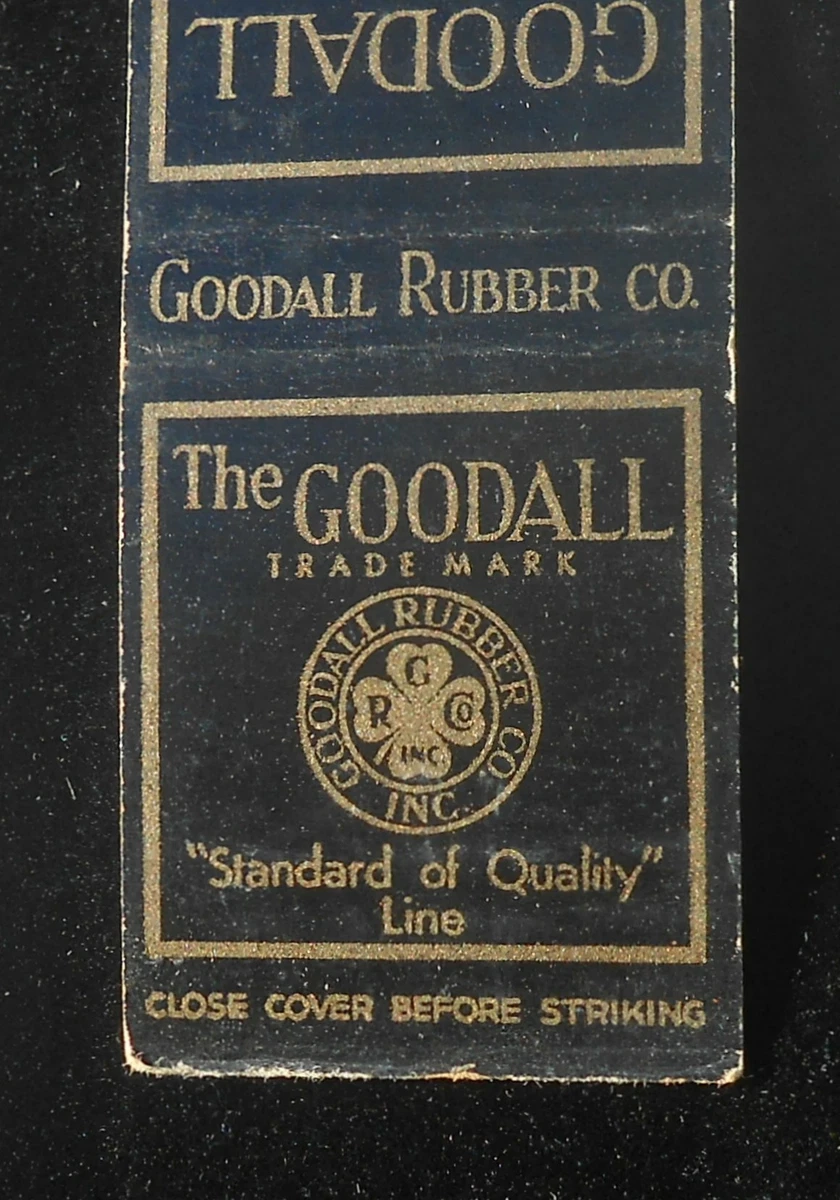 GOODALL
GOODALL RUBBER CO.
The GOODALL
TRADE MARK
GOODALL RUBBER CO
INC.
G
R CO
INC
"Standard of Quality"
Line
CLOSE COVER BEFORE STRIKING